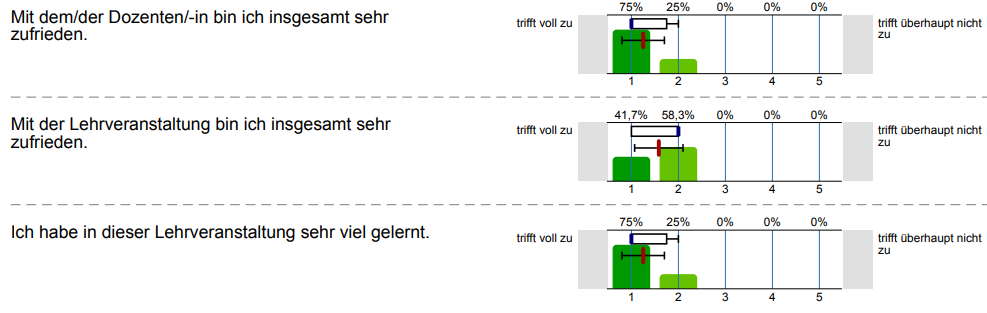 Mit dem/der Dozenten/-in bin ich insgesamt sehr
zufrieden.
75% 25% 0% 0% 0%
trifft voll zu
trifft überhaupt nicht
zu
1 2 3 4 5
Mit der Lehrveranstaltung bin ich insgesamt sehr
zufrieden.
41,7% 58,3% 0% 0% 0%
trifft voll zu
trifft überhaupt nicht
zu
1 2 3 4 5
Ich habe in dieser Lehrveranstaltung sehr viel gelernt.
75% 25% 0% 0% 0%
trifft voll zu
trifft überhaupt nicht
zu
1 2 3 4 5